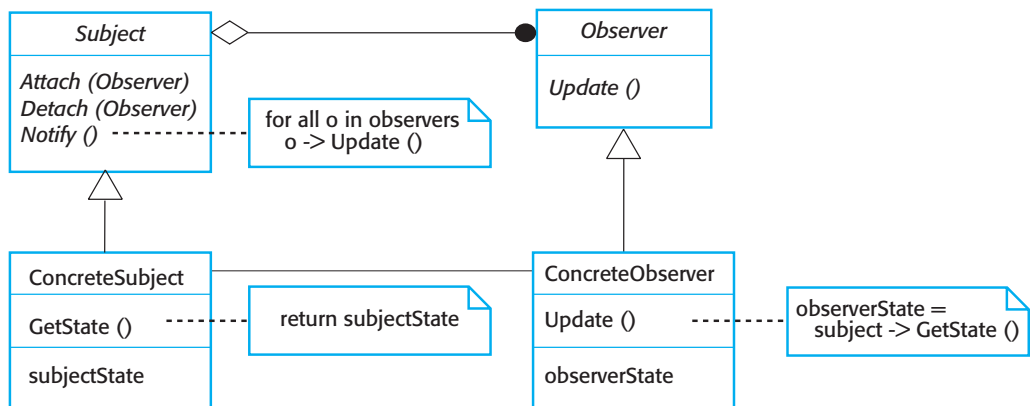 Subject
Observer
Attach (Observer)
Detach (Observer)
Notify ()
for all o in observers
o -> Update ()
Update ()
ConcreteSubject
GetState ()
subjectState
return subjectState
ConcreteObserver
Update ()
observerState
observerState =
subject -> GetState ()